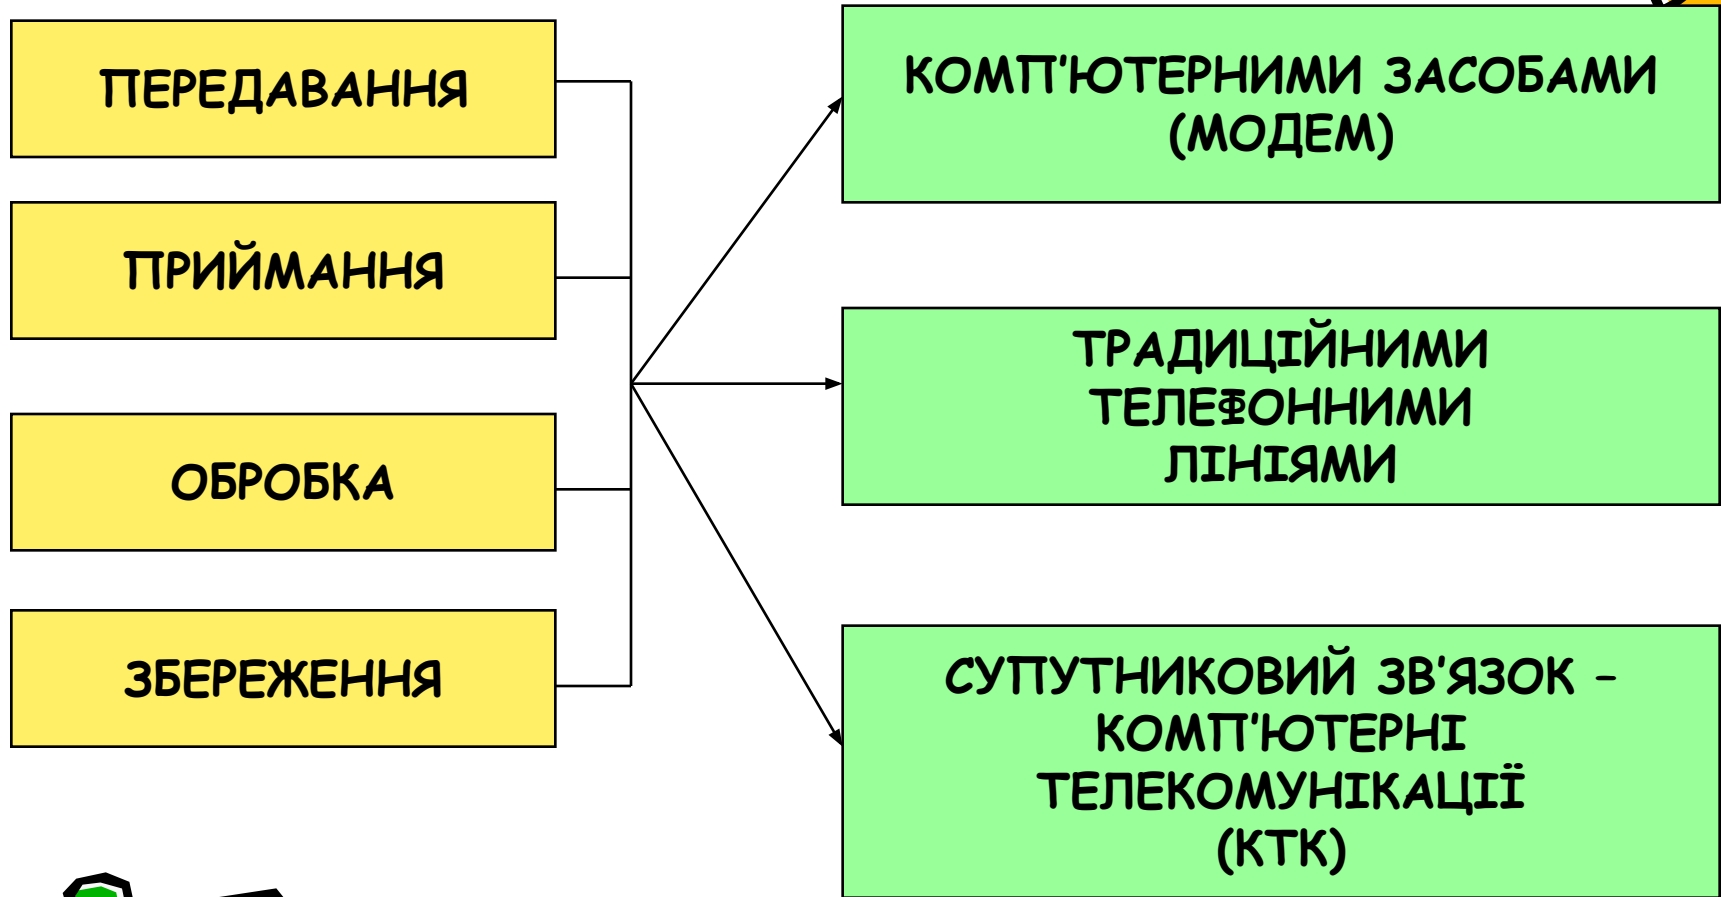 ПЕРЕДАВАННЯ
ПРИЙМАННЯ
ОБРОБКА
ЗБЕРЕЖЕННЯ
КОМП'ЮТЕРНИМИ ЗАСОБАМИ
(МОДЕМ)
ТРАДИЦІЙНИМИ
ТЕЛЕФОННИМИ
ЛІНІЯМИ
СУПУТНИКОВИЙ ЗВ'ЯЗОК –
КОМП'ЮТЕРНІ
ТЕЛЕКОМУНІКАЦІЇ
(КТК)